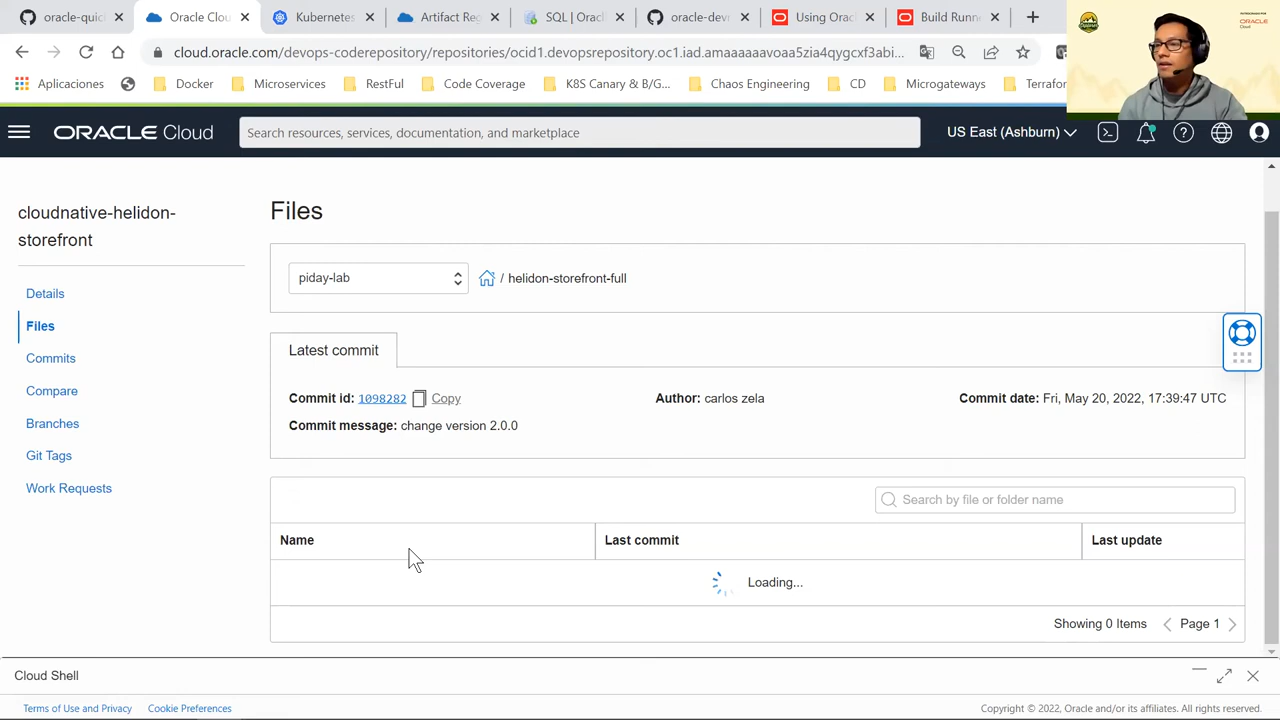 oracle-quic
Oracle Clou
Kubernetes
Artifact Reg
Oracl
oracle-devr
Using Orac
Build Runn
cloud.oracle.com/devops-coderepository/repositories/ocid1.devopsrepository.oc1.iad.amaaaaaavoaa5zia4qygcxf3abi...
Aplicaciones
Docker
Microservices
RestFul
Code Coverage
K8S Canary & B/G...
Chaos Engineering
CD
Microgateways
Terrafo
ORACLE Cloud
Search resources, services, documentation, and marketplace
US East (Ashburn)
cloudnative-helidon-
storefront
Details
Files
Commits
Compare
Branches
Git Tags
Work Requests
Files
piday-lab
/ helidon-storefront-full
Latest commit
Commit id: 1098282 Copy
Author: carlos zela
Commit date: Fri, May 20, 2022, 17:39:47 UTC
Commit message: change version 2.0.0
Search by file or folder name
Name
Last commit
Last update
Loading...
Showing 0 Items
Page 1
Cloud Shell
Terms of Use and Privacy
Cookie Preferences
Copyright © 2022, Oracle and/or its affiliates. All rights reserved.
ORACLE
Cloud